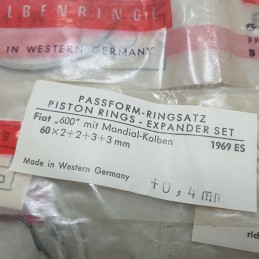 LBENRINGE
IN WESTERN GERMANY
PASSFORM-RINGSATZ
PISTON RINGS - EXPANDER SET
Fiat „600" mit Mondial-Kolben
60×2+2+3+3 mm 1969 ES
Made in Western Germany
+0,4 mm